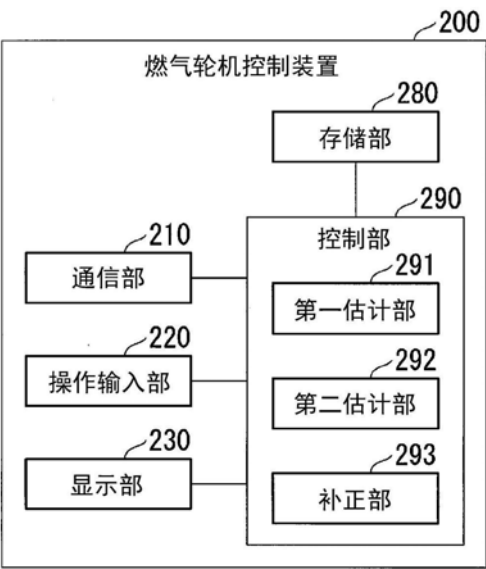 200
燃气轮机控制装置
280
存储部
290
控制部
210
通信部
291
第一估计部
220
操作输入部
292
第二估计部
230
显示部
293
补正部